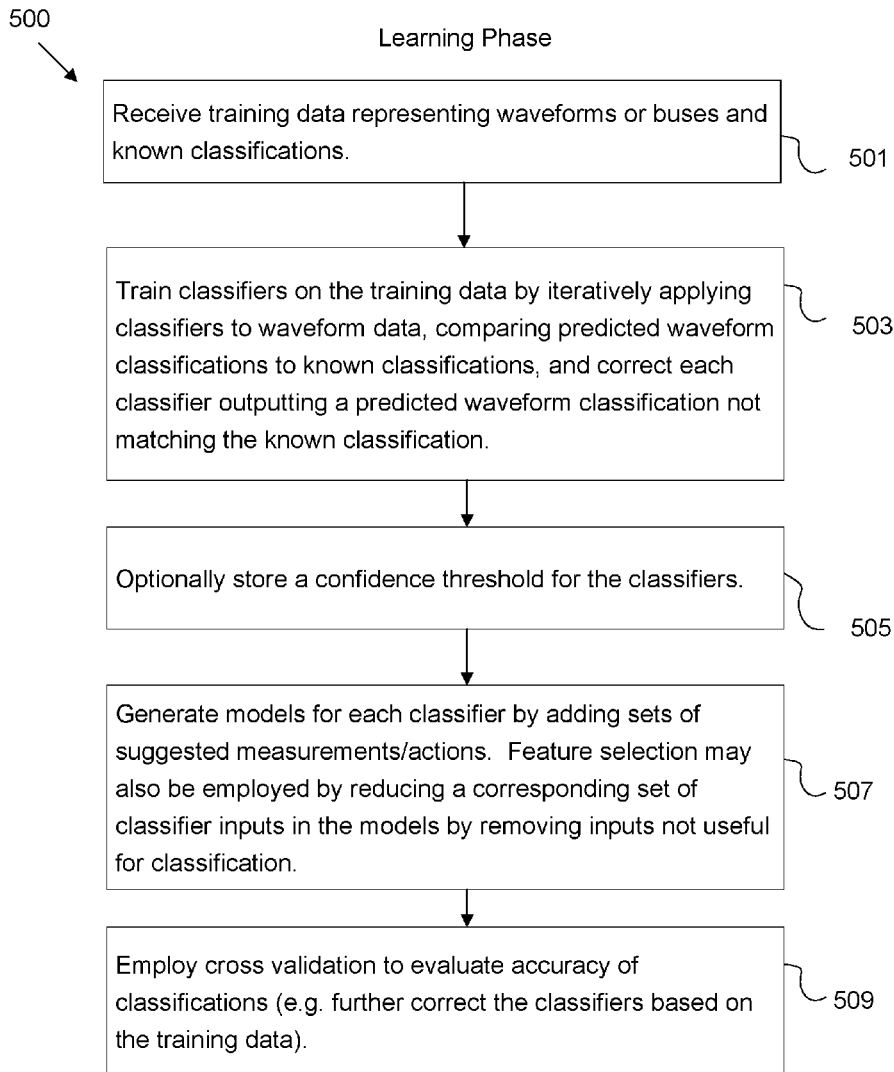 500
Learning Phase
Receive training data representing waveforms or buses and
known classifications.
501
Train classifiers on the training data by iteratively applying
classifiers to waveform data, comparing predicted waveform
classifications to known classifications, and correct each
classifier outputting a predicted waveform classification not
matching the known classification.
503
Optionally store a confidence threshold for the classifiers.
505
Generate models for each classifier by adding sets of
suggested measurements/actions.  Feature selection may
also be employed by reducing a corresponding set of
classifier inputs in the models by removing inputs not useful
for classification.
507
Employ cross validation to evaluate accuracy of
classifications (e.g. further correct the classifiers based on
the training data).
509